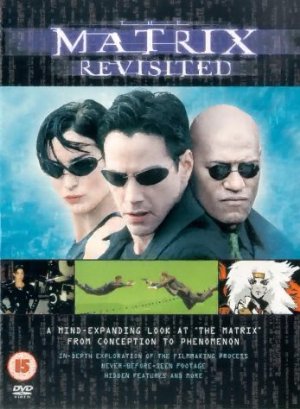 THE
MATRIX
REVISITED
A MIND-EXPANDING LOOK AT "THE MATRIX"
FROM CONCEPTION TO PHENOMENON
IN-DEPTH EXPLORATION OF THE FILMMAKING PROCESS
NEVER-BEFORE-SEEN FOOTAGE
HIDDEN FEATURES AND MORE
15
DVD
VIDEO